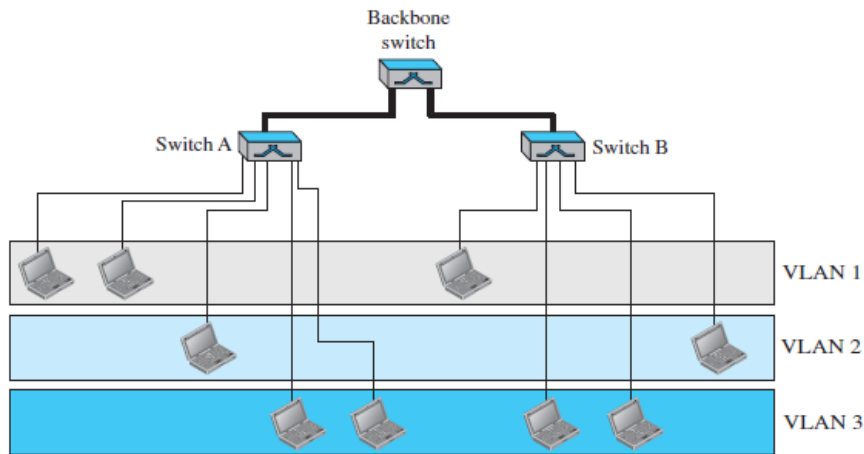 Backbone
switch
Switch A
Switch B
VLAN 1
VLAN 2
VLAN 3